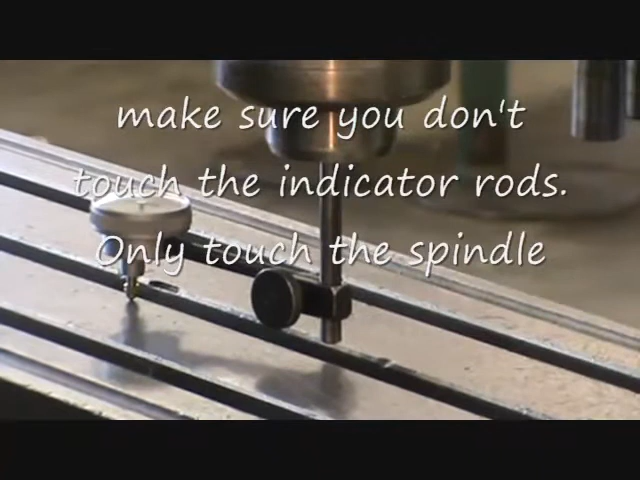 make sure you don't
touch the indicator rods.
Only touch the spindle